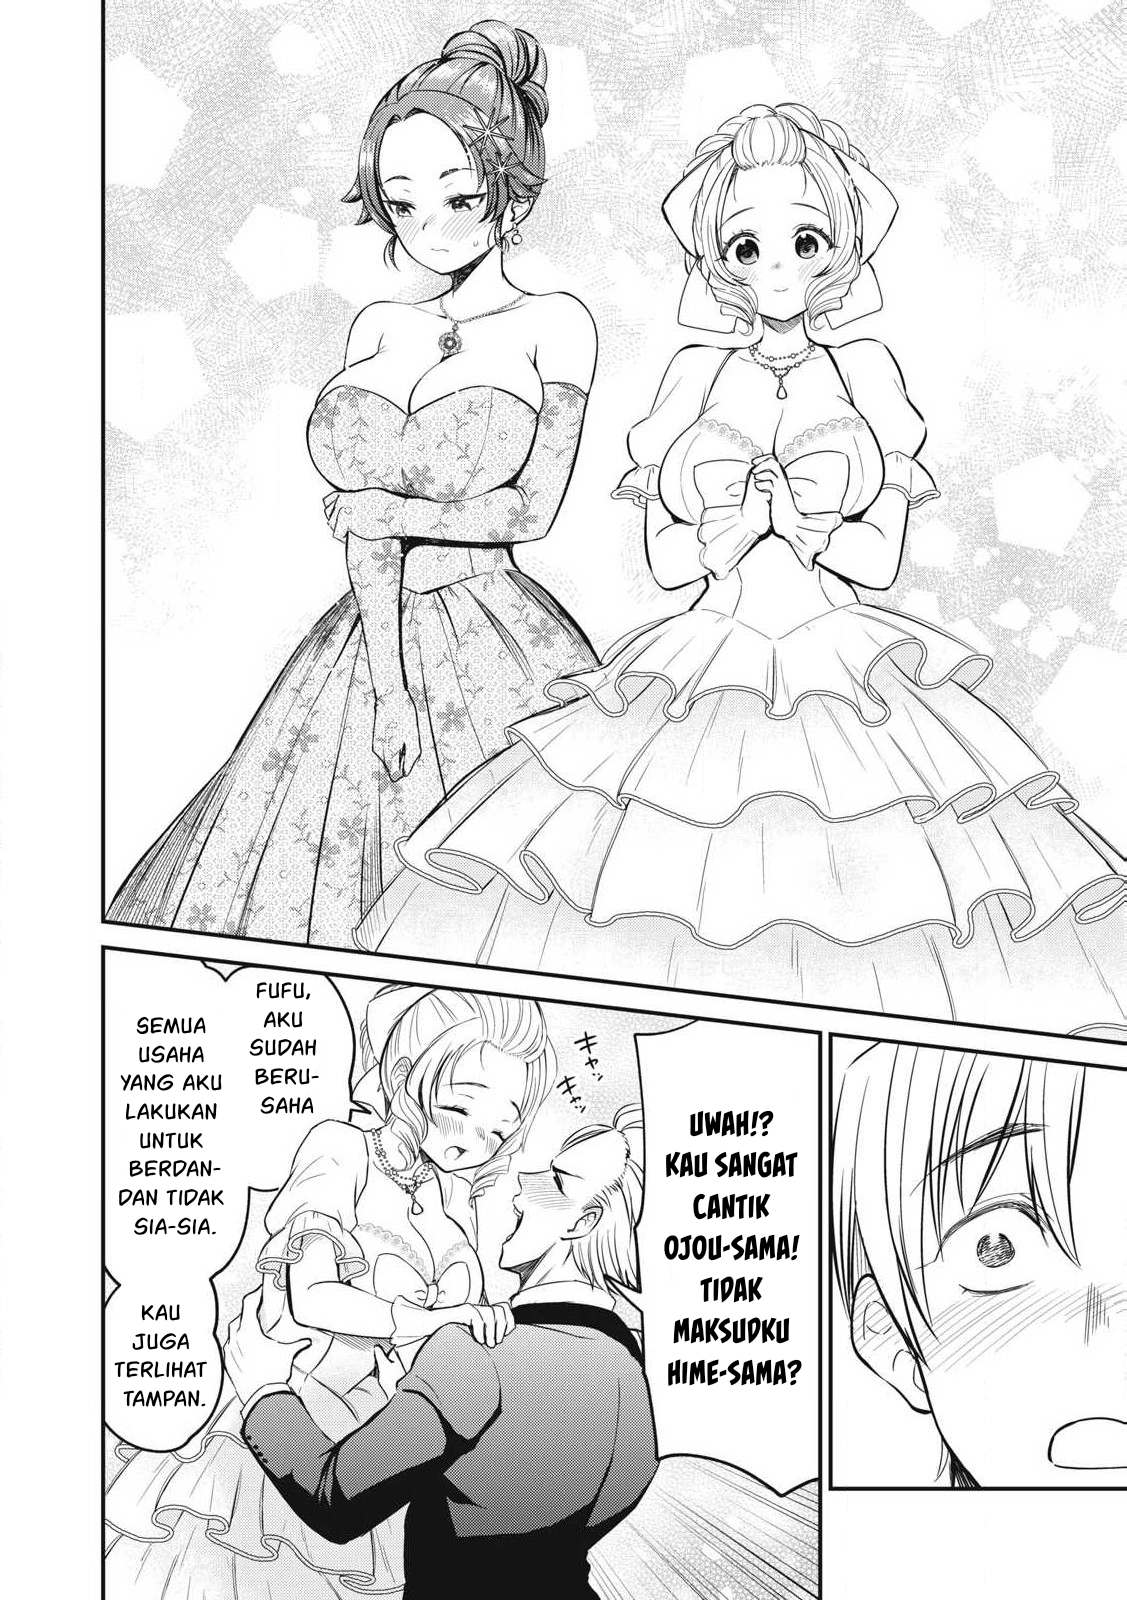 UWAH!?
KAU SANGAT
CANTIK
OJOU-SAMA!
TIDAK
MAKSUDKU
HIME-SAMA?
キャッ
キャッ
FUFU,
AKU
SUDAH
BERU-
SAHA
SEMUA
USAHA
YANG AKU
LAKUKAN
UNTUK
BERDAN-
DAN TIDAK
SIA-SIA.
KAU
JUGA
TERLIHAT
TAMPAN.